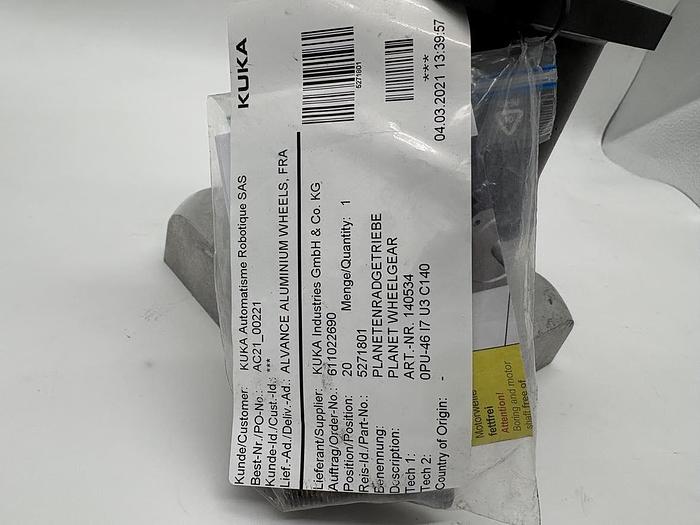 KUKA
5271801
***
04.03.2021 13:39:57
Kunde/Customer: KUKA Automatisme Robotique SAS
Best-Nr./PO-No.: AC21_00221
Kunde-Id./Cust.-Id.: ***
Lief.-Ad./Deliv.-Ad.: ALVANCE ALUMINIUM WHEELS, FRA
Lieferant/Supplier: KUKA Industries GmbH & Co. KG
Auftrag/Order-No.: 611022690
Position/Position: 20 Menge/Quantity: 1
Reis-Id./Part-No.: 5271801
Benennung: PLANETENRADGETRIEBE
Description: PLANET WHEELGEAR
Tech 1: ART.-NR. 140534
Tech 2: 0PU-46 I7 U3 C140
Country of Origin: -
Motorwelle
fettfrei
Attention!
Boring and motor
shaft free of